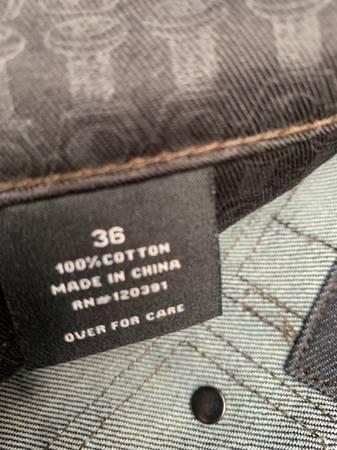 36
100% COTTON
MADE IN CHINA
RN#120391
OVER FOR CARE